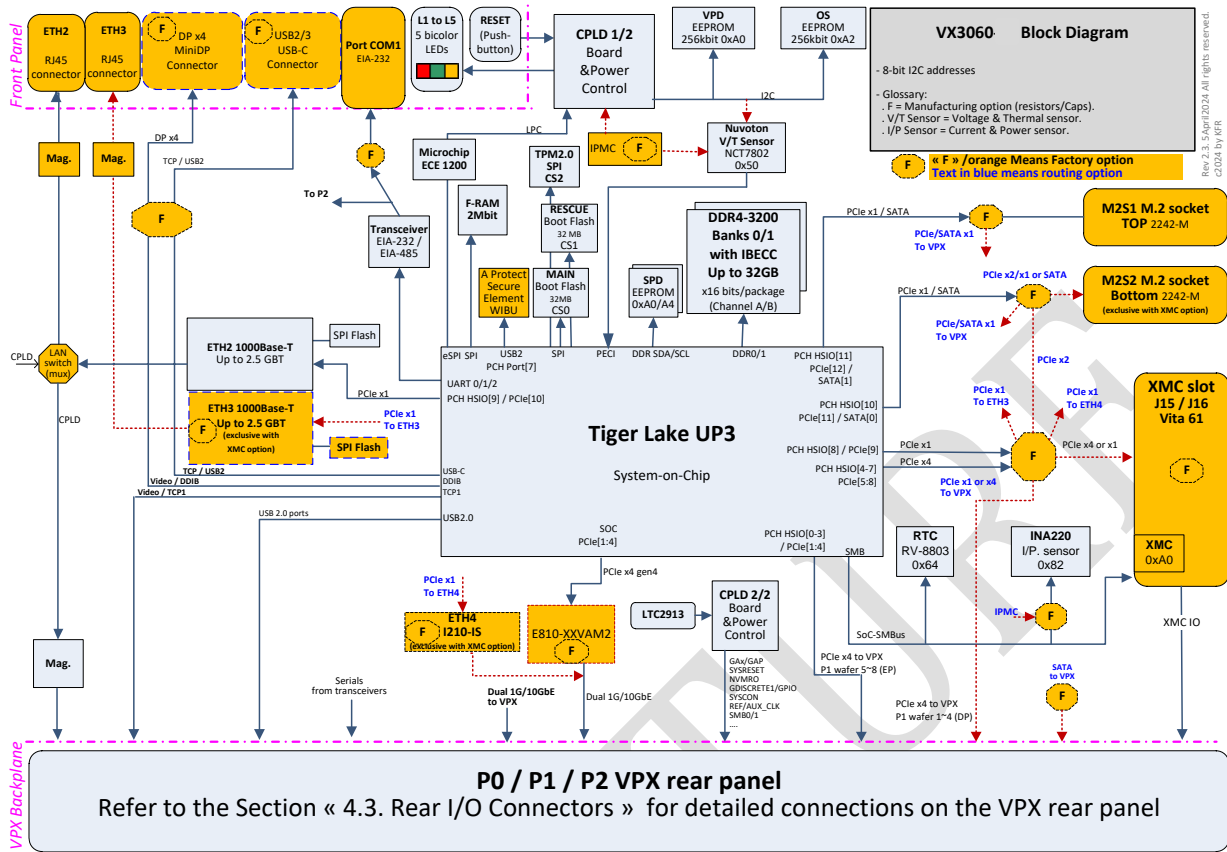 Front Panel
ETH2
RJ45
connector
ETH3
RJ45
connector
F
DP x4
MiniDP
Connector
F
USB2/3
USB-C
Connector
Port COM1
EIA-232
L1 to L5
5 bicolor
LEDs
RESET
(Push-
button)
CPLD 1/2
Board
&Power
Control
VPD
EEPROM
256kbit 0xA0
OS
EEPROM
256kbit 0xA2
I2C
VX3060 Block Diagram
- 8-bit I2C addresses
- Glossary:
. F = Manufacturing option (resistors/Caps).
. V/T Sensor = Voltage & Thermal sensor.
. I/P Sensor = Current & Power sensor.
F
« F » /orange Means Factory option
Text in blue means routing option
Rev 2.3. 5April2024 All rights reserved.
c2024 by KFR
Mag.
Mag.
DP x4
TCP / USB2
F
F
To P2
Transceiver
EIA-232 /
EIA-485
LPC
Microchip
ECE 1200
F-RAM
2Mbit
TPM2.0
SPI
CS2
RESCUE
Boot Flash
32 MB
CS1
MAIN
Boot Flash
32MB
CS0
A Protect
Secure
Element
WIBU
IPMC
F
Nuvoton
V/T Sensor
NCT7802
0x50
SPD
EEPROM
0xA0/A4
DDR4-3200
Banks 0/1
with IBECC
Up to 32GB
x16 bits/package
(Channel A/B)
PCIe x1 / SATA
F
PCIe/SATA x1
To VPX
M2S1 M.2 socket
TOP 2242-M
PCIe x2/x1 or SATA
PCIe x1 / SATA
F
PCIe/SATA x1
To VPX
M2S2 M.2 socket
Bottom 2242-M
(exclusive with XMC option)
PCIe x2
CPLD
LAN
switch
(mux)
CPLD
ETH2 1000Base-T
Up to 2.5 GBT
SPI Flash
PCIe x1
ETH3 1000Base-T
Up to 2.5 GBT
F
(exclusive with
XMC option)
SPI Flash
PCIe x1
To ETH3
TCP / USB2
Video / DDIB
Video / TCP1
USB 2.0 ports
eSPI
SPI
USB2
PCH Port[7]
SPI
PECI
DDR SDA/SCL
DDR0/1
PCH HSIO[11]
PCIe[12] /
SATA[1]
UART 0/1/2
PCH HSIO[9] / PCIe[10]
PCH HSIO[10]
PCIe[11] / SATA[0]
Tiger Lake UP3
System-on-Chip
PCH HSIO[8] / PCIe[9]
PCH HSIO[4-7]
PCIe[5:8]
USB-C
DDIB
TCP1
USB2.0
SOC
PCIe[1:4]
PCH HSIO[0-3]
/ PCIe[1:4]
SMB
PCIe x1
PCIe x4
PCIe x1
To ETH3
PCIe x1
To ETH4
F
PCIe x4 or x1
PCIe x1 or x4
To VPX
XMC slot
J15 / J16
Vita 61
F
XMC
0xA0
XMC IO
PCIe x4 gen4
PCIe x1
To ETH4
ETH4
I210-IS
F
(exclusive with XMC option)
E810-XXVAM2
F
LTC2913
CPLD 2/2
Board
&Power
Control
RTC
RV-8803
0x64
INA220
I/P. sensor
0x82
IPMC
F
SoC-SMBus
Mag.
Serials
from transceivers
Dual 1G/10GbE
to VPX
Dual 1G/10GbE
GAx/GAP
SYSRESET
NVMRO
GDISCRETE1/GPIO
SYSCON
REF/AUX_CLK
SMB0/1
....
PCIe x4 to VPX
P1 wafer 5~8 (EP)
PCIe x4 to VPX
P1 wafer 1~4 (DP)
SATA
to VPX
F
VPX Backplane
P0 / P1 / P2 VPX rear panel
Refer to the Section « 4.3. Rear I/O Connectors » for detailed connections on the VPX rear panel